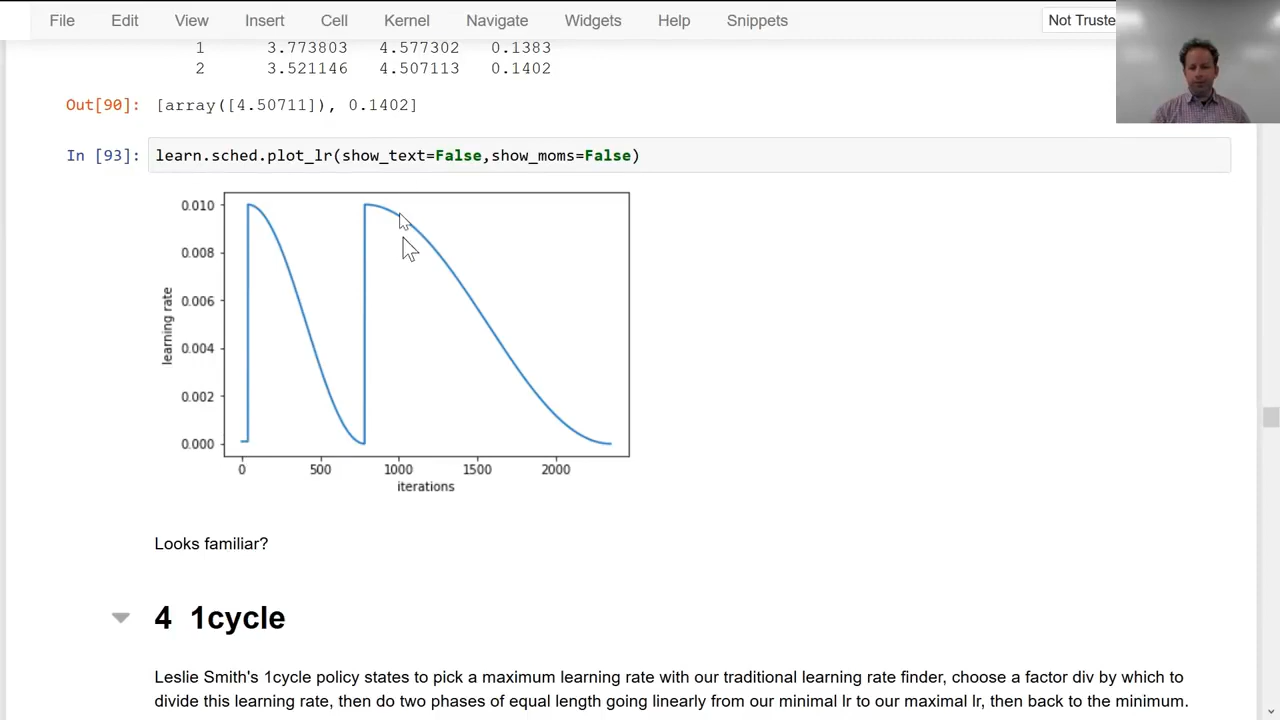 File Edit View Insert Cell Kernel Navigate Widgets Help Snippets Not Truste
1 3.773803 4.577302 0.1383
2 3.521146 4.507113 0.1402
Out[90]: [array([4.50711]), 0.1402]
In [93]: learn.sched.plot_lr(show_text=False,show_moms=False)
0.010
0.008
0.006
0.004
0.002
0.000
learning rate
0 500 1000 1500 2000
iterations
Looks familiar?
4 1cycle
Leslie Smith's 1cycle policy states to pick a maximum learning rate with our traditional learning rate finder, choose a factor div by which to
divide this learning rate, then do two phases of equal length going linearly from our minimal lr to our maximal lr, then back to the minimum.